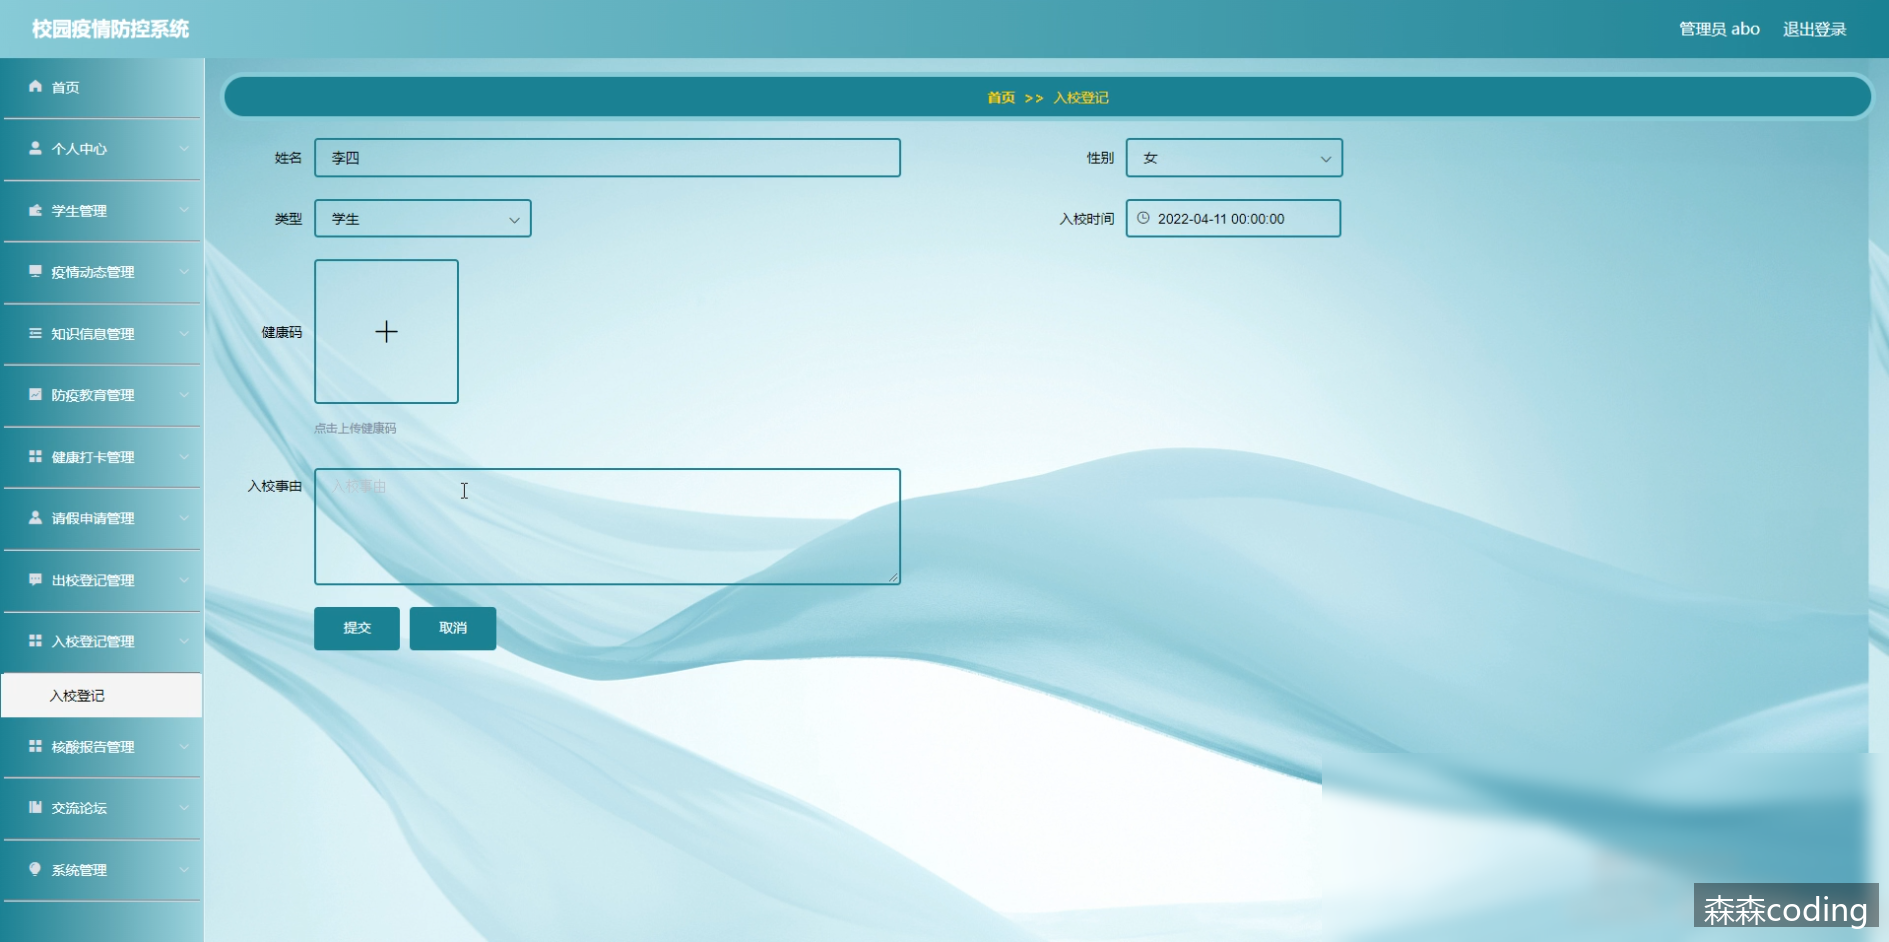 校园疫情防控系统
管理员 abo
退出登录
首页
个人中心
学生管理
疫情动态管理
知识信息管理
防疫教育管理
健康打卡管理
请假申请管理
出校登记管理
入校登记管理
入校登记
核酸报告管理
交流论坛
系统管理
首页 >> 入校登记
姓名 李四
性别 女
类型 学生
入校时间 2022-04-11 00:00:00
健康码
点击上传健康码
入校事由 入校事由
提交 取消
森森coding